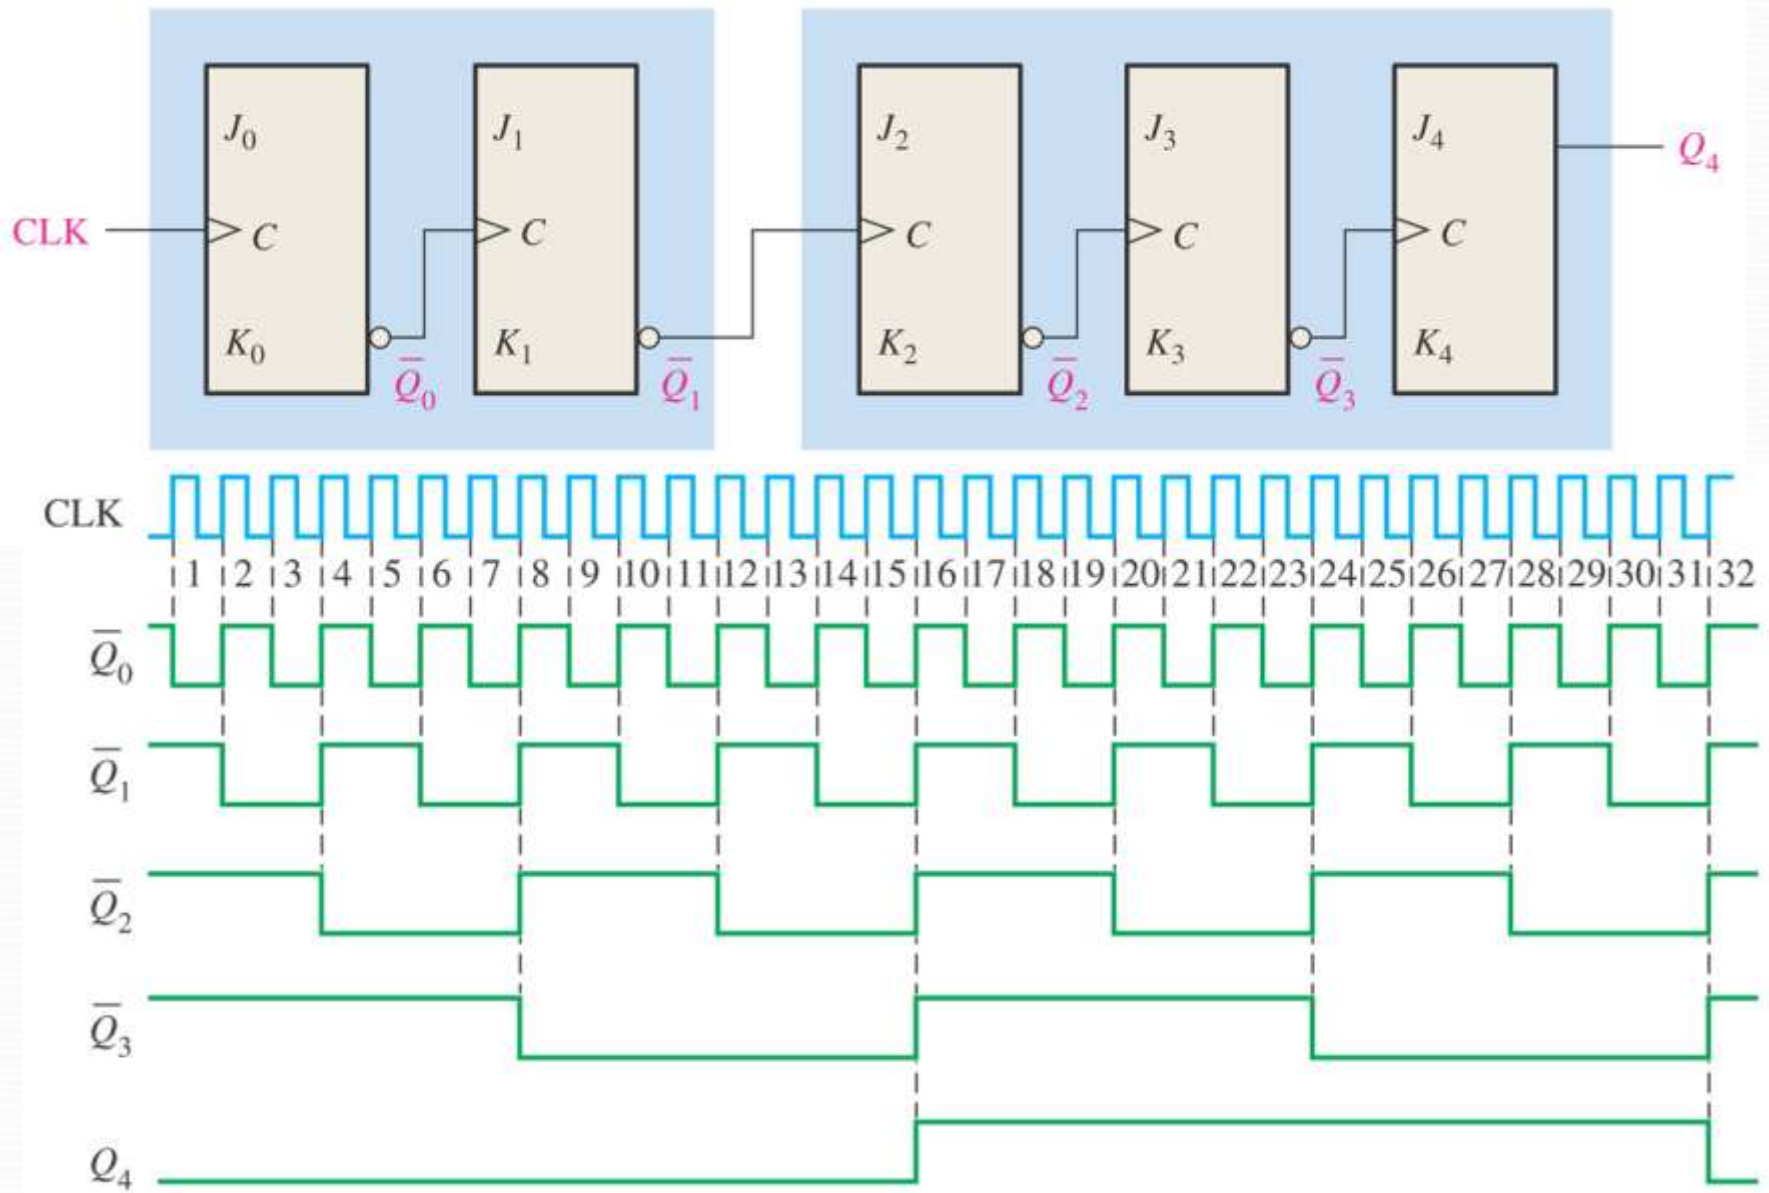 J₀ J₁ J₂ J₃ J₄ Q₄
CLK C C C C C
K₀ K₁ K₂ K₃ K₄
Q̅₀ Q̅₁ Q̅₂ Q̅₃
CLK
1 2 3 4 5 6 7 8 9 10 11 12 13 14 15 16 17 18 19 20 21 22 23 24 25 26 27 28 29 30 31 32
Q̅₀
Q̅₁
Q̅₂
Q̅₃
Q₄